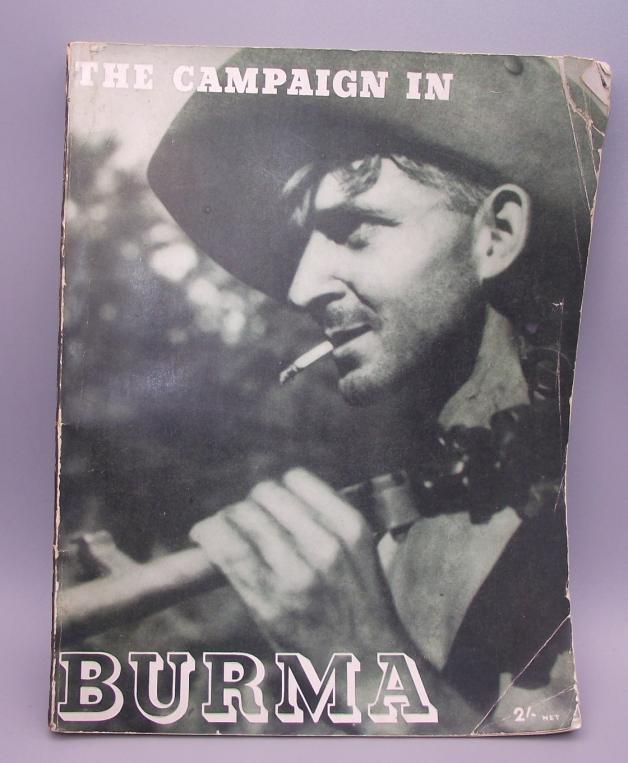 THE CAMPAIGN IN
BURMA
2/- NET